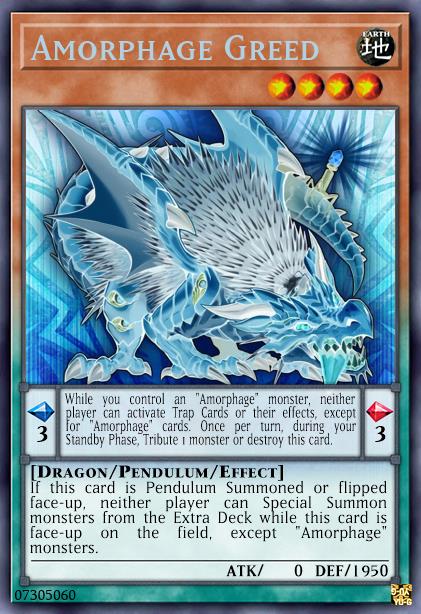 Amorphage Greed
EARTH
地
While you control an "Amorphage" monster, neither
player can activate Trap Cards or their effects, except
for "Amorphage" cards. Once per turn, during your
Standby Phase, Tribute 1 monster or destroy this card.
3
3
[Dragon/Pendulum/Effect]
If this card is Pendulum Summoned or flipped
face-up, neither player can Special Summon
monsters from the Extra Deck while this card is
face-up on the field, except "Amorphage"
monsters.
ATK/ 0 DEF/1950
07305060